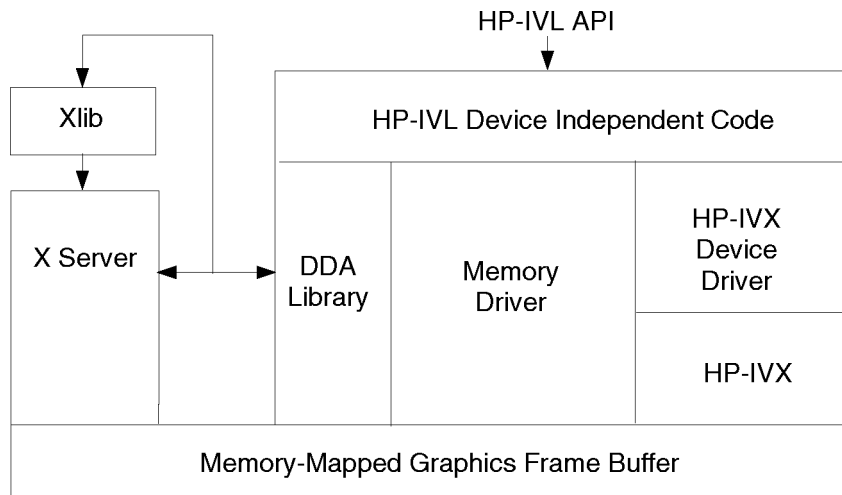 HP-IVL API
Xlib
HP-IVL Device Independent Code
X Server
DDA
Library
Memory
Driver
HP-IVX
Device
Driver
HP-IVX
Memory-Mapped Graphics Frame Buffer